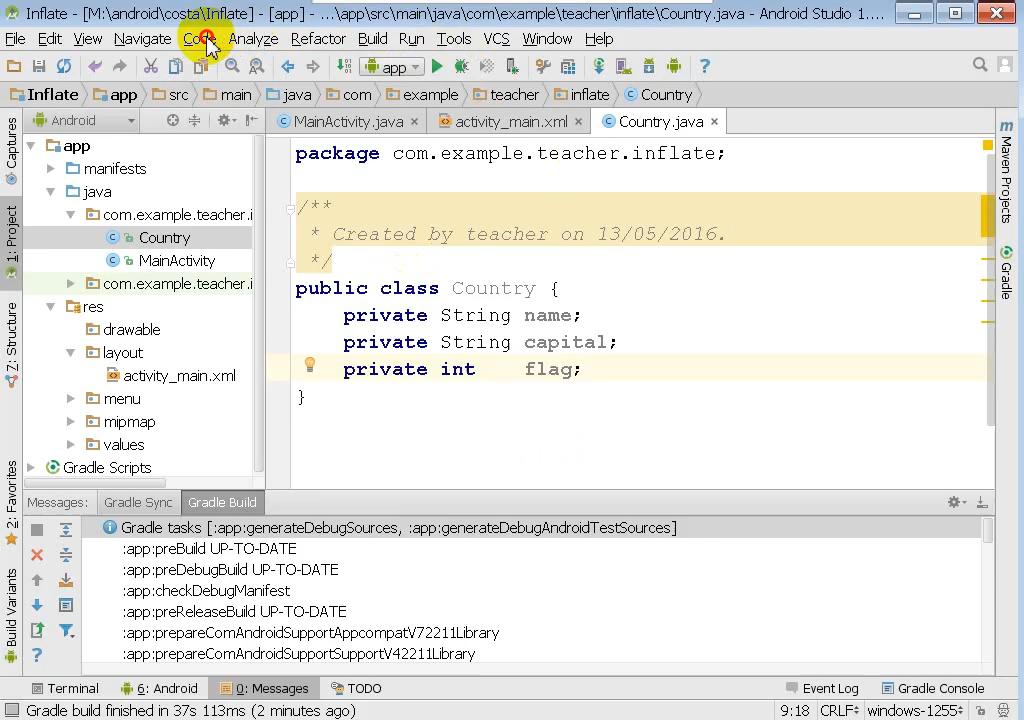 Inflate - [M:\android\costa\Inflate] - [app] - ...\app\src\main\java\com\example\teacher\inflate\Country.java - Android Studio 1....
File Edit View Navigate Code Analyze Refactor Build Run Tools VCS Window Help
app
Inflate app src main java com example teacher inflate Country
Android
MainActivity.java activity_main.xml Country.java
app
manifests
java
com.example.teacher.i
Country
MainActivity
com.example.teacher.i
res
drawable
layout
activity_main.xml
menu
mipmap
values
Gradle Scripts
package com.example.teacher.inflate;
/**
* Created by teacher on 13/05/2016.
*/
public class Country {
private String name;
private String capital;
private int flag;
}
Captures
1: Project
7: Structure
2: Favorites
Build Variants
m
Maven Projects
Gradle
Messages: Gradle Sync Gradle Build
Gradle tasks [:app:generateDebugSources, :app:generateDebugAndroidTestSources]
:app:preBuild UP-TO-DATE
:app:preDebugBuild UP-TO-DATE
:app:checkDebugManifest
:app:preReleaseBuild UP-TO-DATE
:app:prepareComAndroidSupportAppcompatV72211Library
:app:prepareComAndroidSupportSupportV42211Library
Terminal 6: Android 0: Messages TODO Event Log Gradle Console
Gradle build finished in 37s 113ms (2 minutes ago) 9:18 CRLF windows-1255